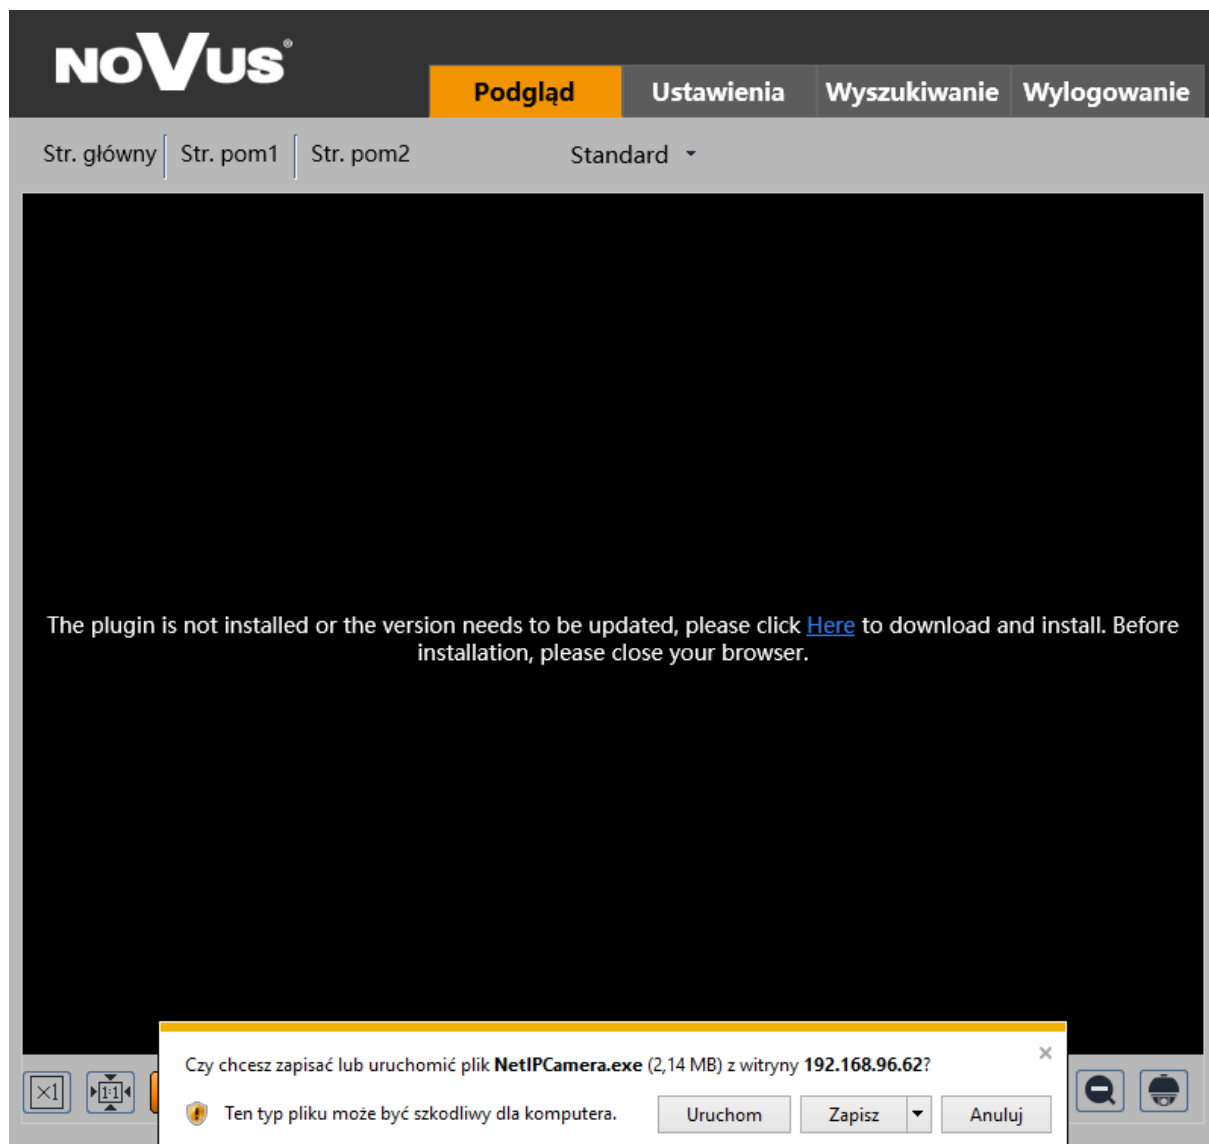 NOVUS®
Podgląd Ustawienia Wyszukiwanie Wylogowanie
Str. główny Str. pom1 Str. pom2 Standard
The plugin is not installed or the version needs to be updated, please click Here to download and install. Before
installation, please close your browser.
Czy chcesz zapisać lub uruchomić plik NetIPCamera.exe (2,14 MB) z witryny 192.168.96.62?
Ten typ pliku może być szkodliwy dla komputera. Uruchom Zapisz Anuluj
×1 1:1